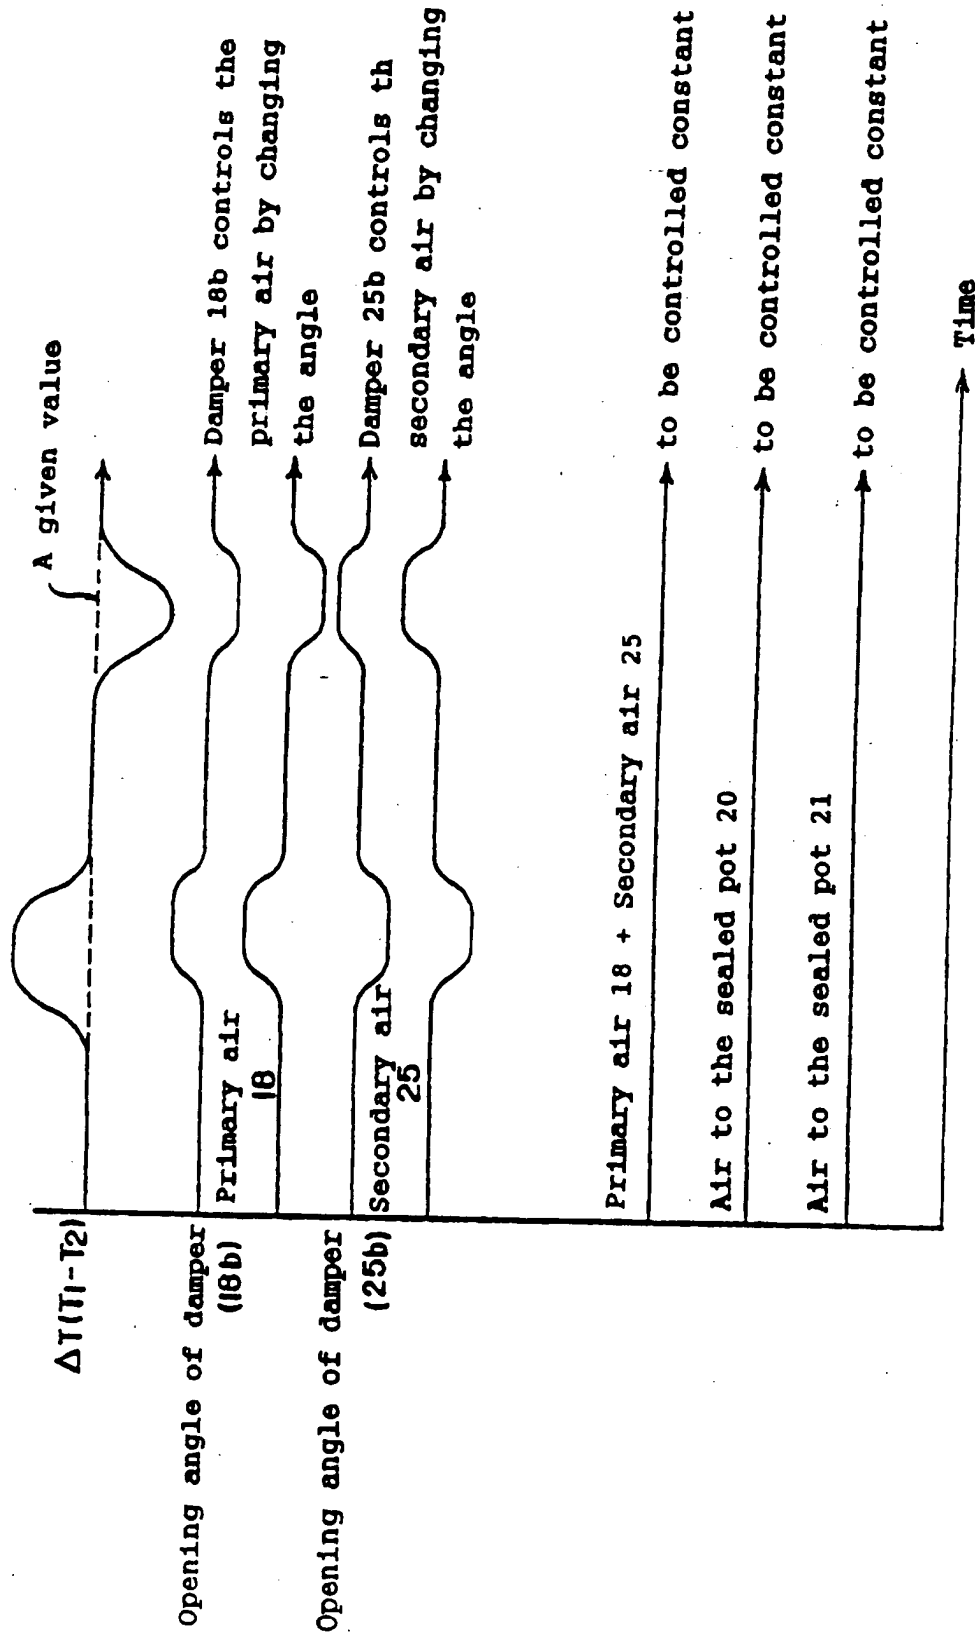 A given value
ΔT(T1-T2)
Opening angle of damper
(18b)
Primary air
18
Damper 18b controls the
primary air by changing
the angle
Opening angle of damper
(25b)
Secondary air
25
Damper 25b controls th
secondary air by changing
the angle
Primary air 18 + Secondary air 25
to be controlled constant
Air to the sealed pot 20
to be controlled constant
Air to the sealed pot 21
to be controlled constant
Time